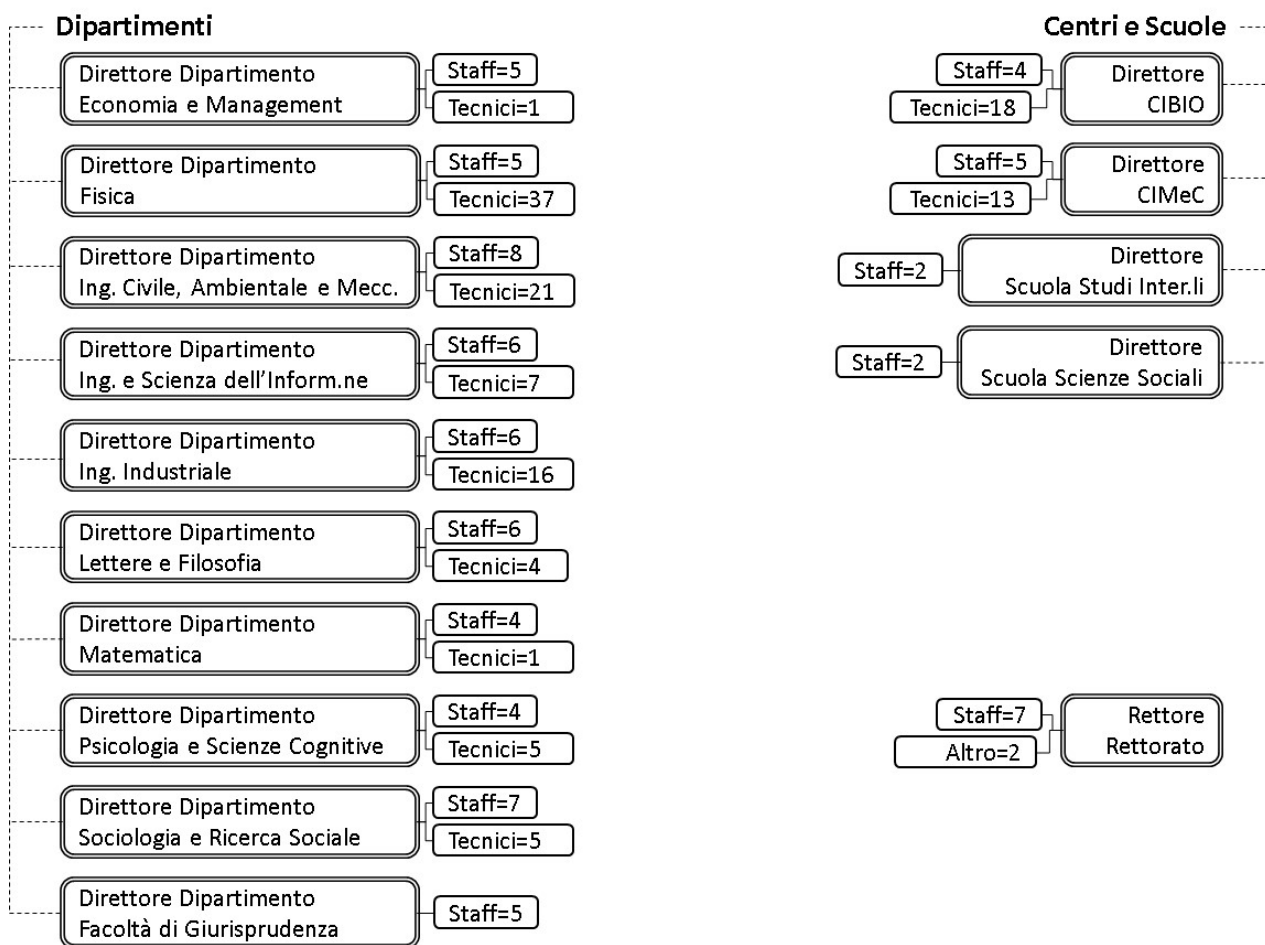 Dipartimenti
Direttore Dipartimento
Economia e Management
Staff=5
Tecnici=1
Direttore Dipartimento
Fisica
Staff=5
Tecnici=37
Direttore Dipartimento
Ing. Civile, Ambientale e Mecc.
Staff=8
Tecnici=21
Direttore Dipartimento
Ing. e Scienza dell'Inform.ne
Staff=6
Tecnici=7
Direttore Dipartimento
Ing. Industriale
Staff=6
Tecnici=16
Direttore Dipartimento
Lettere e Filosofia
Staff=6
Tecnici=4
Direttore Dipartimento
Matematica
Staff=4
Tecnici=1
Direttore Dipartimento
Psicologia e Scienze Cognitive
Staff=4
Tecnici=5
Direttore Dipartimento
Sociologia e Ricerca Sociale
Staff=7
Tecnici=5
Direttore Dipartimento
Facoltà di Giurisprudenza
Staff=5
Centri e Scuole
Staff=4
Tecnici=18
Direttore
CIBIO
Staff=5
Tecnici=13
Direttore
CIMeC
Staff=2
Direttore
Scuola Studi Inter.li
Staff=2
Direttore
Scuola Scienze Sociali
Staff=7
Altro=2
Rettore
Rettorato